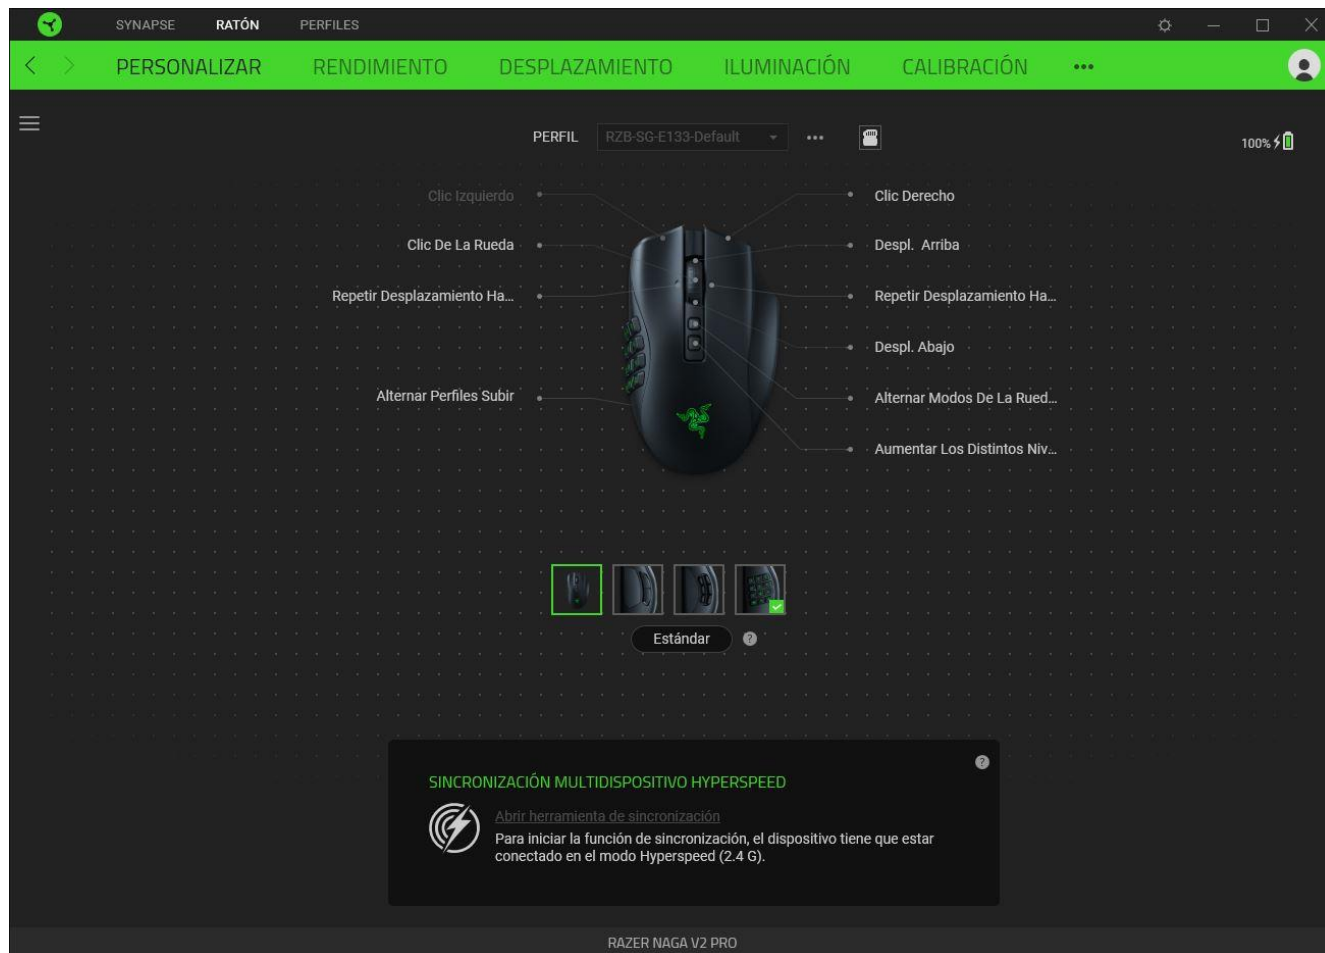 SYNAPSE RATÓN PERFILES
PERSONALIZAR RENDIMIENTO DESPLAZAMIENTO ILUMINACIÓN CALIBRACIÓN
PERFIL RZB-SG-E133-Default
100%
Clic Izquierdo
Clic Derecho
Clic De La Rueda
Despl. Arriba
Repetir Desplazamiento Ha...
Repetir Desplazamiento Ha...
Despl. Abajo
Alternar Perfiles Subir
Alternar Modos De La Rued...
Aumentar Los Distintos Niv...
Estándar ?
SINCRONIZACIÓN MULTIDISPOSITIVO HYPERSPEED ?
Abrir herramienta de sincronización
Para iniciar la función de sincronización, el dispositivo tiene que estar
conectado en el modo Hyperspeed (2.4 G).
RAZER NAGA V2 PRO